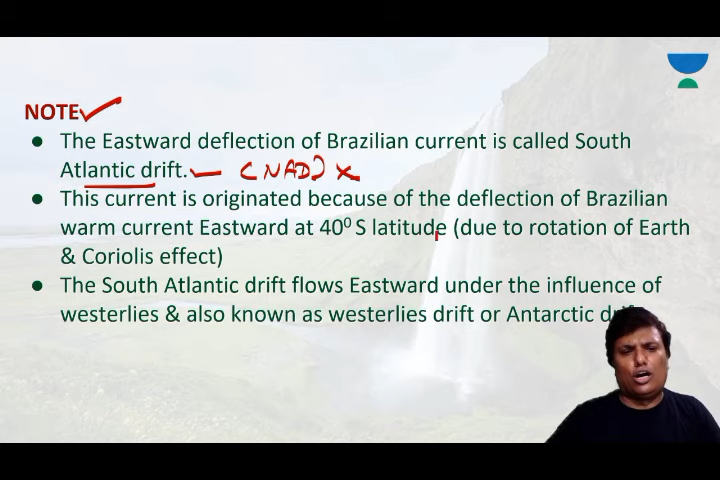 NOTE
● The Eastward deflection of Brazilian current is called South
Atlantic drift. — (NAD) x
● This current is originated because of the deflection of Brazilian
warm current Eastward at 40⁰ S latitude (due to rotation of Earth
& Coriolis effect)
● The South Atlantic drift flows Eastward under the influence of
westerlies & also known as westerlies drift or Antarctic